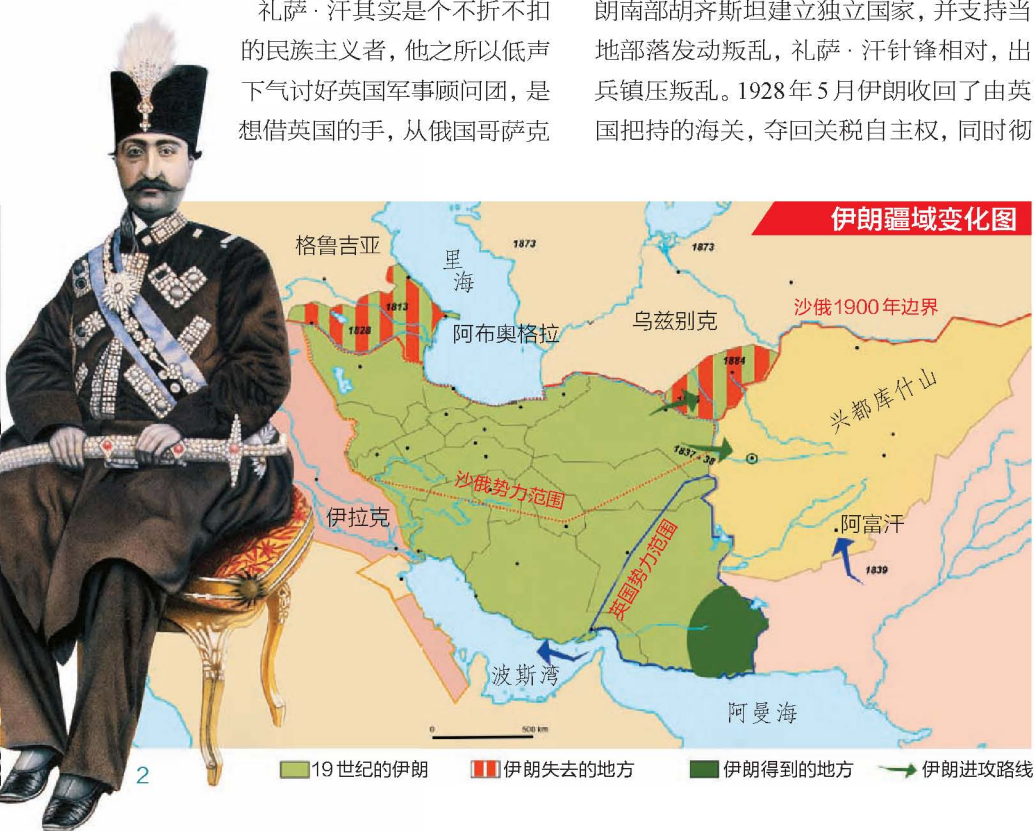 礼萨·汗其实是个不折不扣
的民族主义者，他之所以低声
下气讨好英国军事顾问团，是
想借英国的手，从俄国哥萨克
朗南部胡齐斯坦建立独立国家，并支持当
地部落发动叛乱，礼萨·汗针锋相对，出
兵镇压叛乱。1928年5月伊朗收回了由英
国把持的海关，夺回关税自主权，同时彻
伊朗疆域变化图
格鲁吉亚
里海
1873
1873
沙俄1900年边界
1813
1828
阿布奥格拉
乌兹别克
1884
兴都库什山
1837-38
沙俄势力范围
伊拉克
英国势力范围
阿富汗
1839
波斯湾
阿曼海
0 500 km
2
19世纪的伊朗
伊朗失去的地方
伊朗得到的地方
伊朗进攻路线